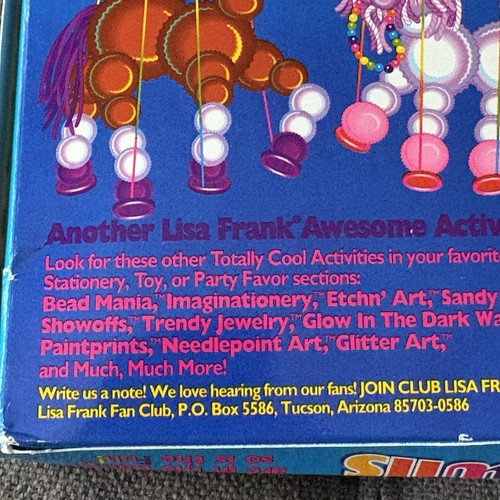 Another Lisa Frank® Awesome Activ
Look for these other Totally Cool Activities in your favorit
Stationery, Toy, or Party Favor sections:
Bead Mania,™ Imaginationery,™ Etchn' Art,™ Sandy
Showoffs,™ Trendy Jewelry,™ Glow In The Dark Wa
Paintprints,™ Needlepoint Art,™ Glitter Art,™
and Much, Much More!
Write us a note! We love hearing from our fans! JOIN CLUB LISA FR
Lisa Frank Fan Club, P.O. Box 5586, Tucson, Arizona 85703-0586